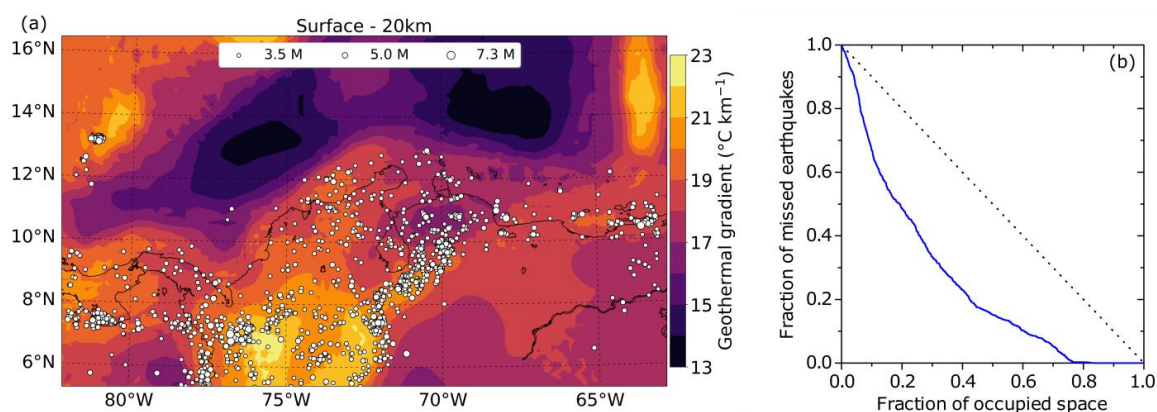 (a)
Surface - 20km
3.5 M 5.0 M 7.3 M
16°N
14°N
12°N
10°N
8°N
6°N
80°W 75°W 70°W 65°W
23
21
19
17
15
13
Geothermal gradient (°C km⁻¹)
(b)
1.0
0.8
0.6
0.4
0.2
0.0
Fraction of missed earthquakes
0.0 0.2 0.4 0.6 0.8 1.0
Fraction of occupied space